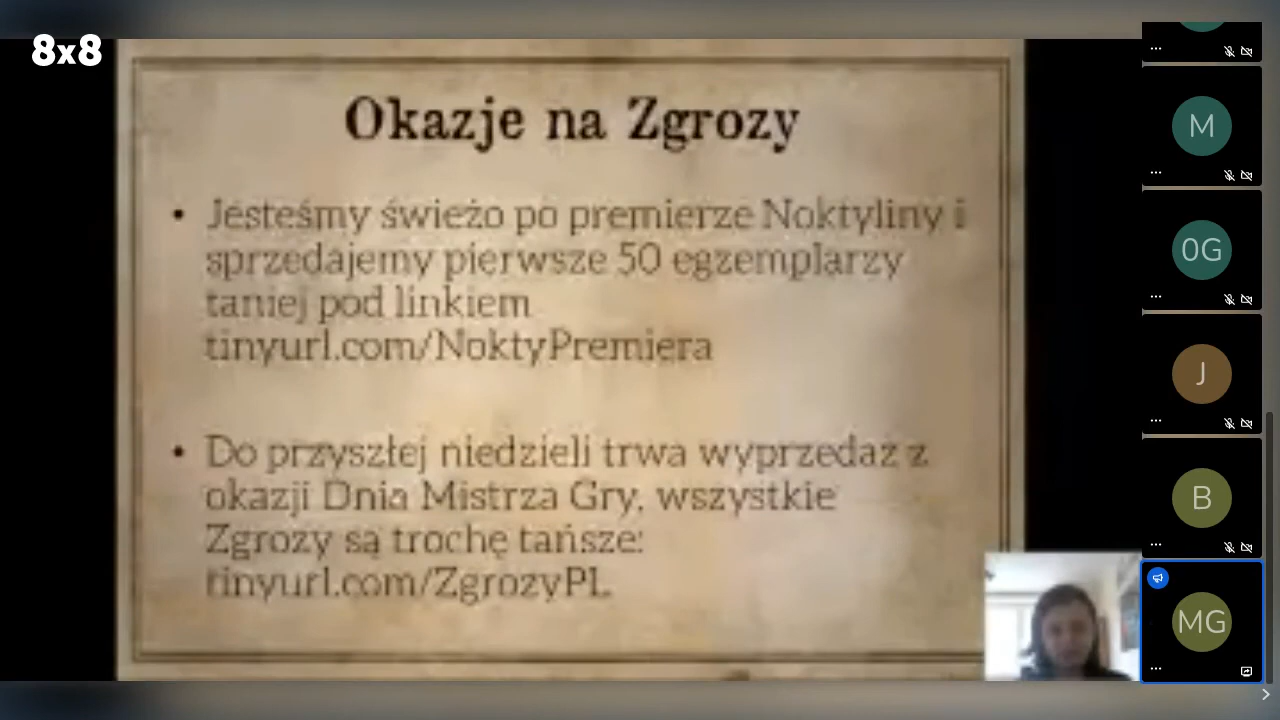 8x8
Okazje na Zgrozy
• Jesteśmy świeżo po premierze Noktyliny i
sprzedajemy pierwsze 50 egzemplarzy
taniej pod linkiem
tinyurl.com/NoktyPremiera
• Do przyszłej niedzieli trwa wyprzedaż z
okazji Dnia Mistrza Gry, wszystkie
Zgrozy są trochę tańsze:
tinyurl.com/ZgrozyPL
M
0G
J
B
MG